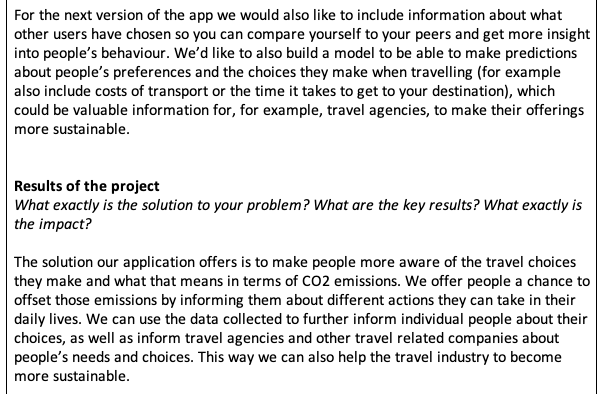 For the next version of the app we would also like to include information about what
other users have chosen so you can compare yourself to your peers and get more insight
into people’s behaviour. We’d like to also build a model to be able to make predictions
about people’s preferences and the choices they make when travelling (for example
also include costs of transport or the time it takes to get to your destination), which
could be valuable information for, for example, travel agencies, to make their offerings
more sustainable.
Results of the project
What exactly is the solution to your problem? What are the key results? What exactly is
the impact?
The solution our application offers is to make people more aware of the travel choices
they make and what that means in terms of CO2 emissions. We offer people a chance to
offset those emissions by informing them about different actions they can take in their
daily lives. We can use the data collected to further inform individual people about their
choices, as well as inform travel agencies and other travel related companies about
people’s needs and choices. This way we can also help the travel industry to become
more sustainable.